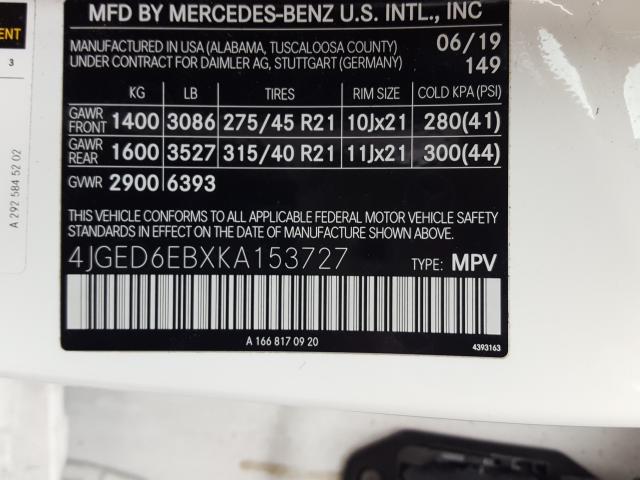 MFD BY MERCEDES-BENZ U.S. INTL., INC
MANUFACTURED IN USA (ALABAMA, TUSCALOOSA COUNTY) 06/19
UNDER CONTRACT FOR DAIMLER AG, STUTTGART (GERMANY) 149
KG LB TIRES RIM SIZE COLD KPA (PSI)
GAWR FRONT 1400 3086 275/45 R21 10Jx21 280(41)
GAWR REAR 1600 3527 315/40 R21 11Jx21 300(44)
GVWR 2900 6393
THIS VEHICLE CONFORMS TO ALL APPLICABLE FEDERAL MOTOR VEHICLE SAFETY
STANDARDS IN EFFECT ON THE DATE OF MANUFACTURE SHOWN ABOVE.
4JGED6EBXKA153727 TYPE: MPV
A 166 817 09 20
4393163
3
A 292 584 52 02